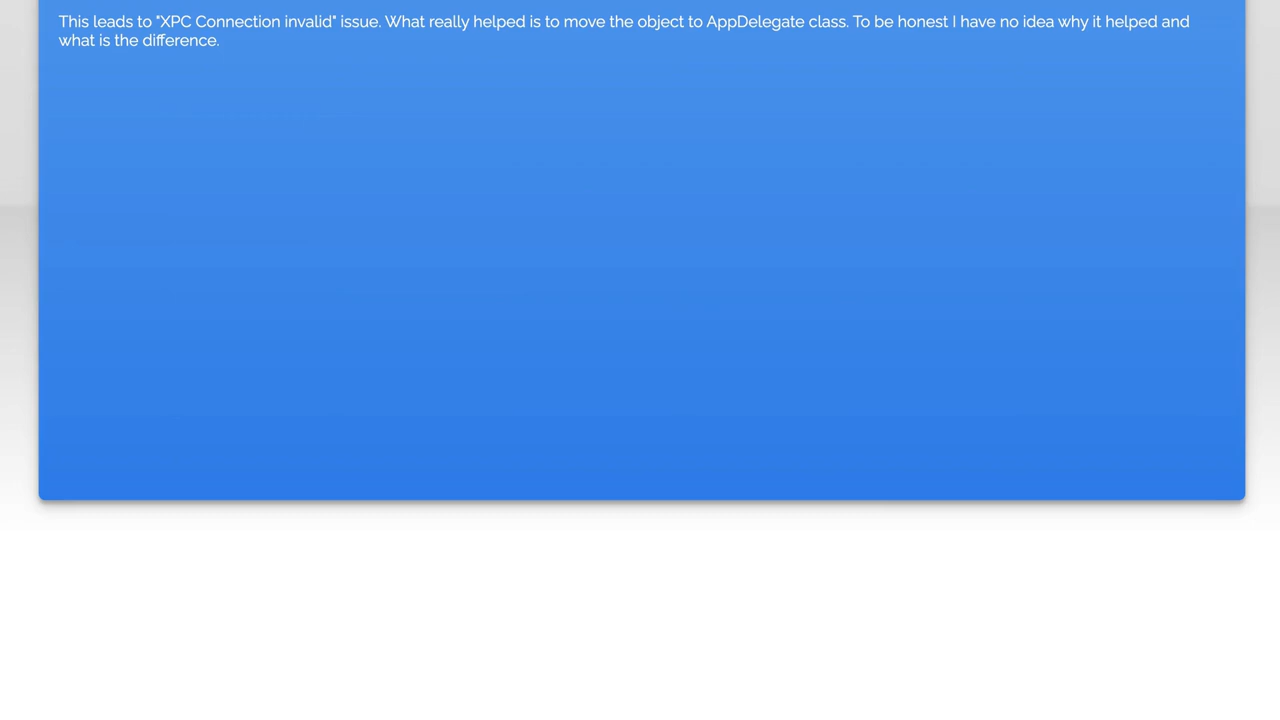 This leads to "XPC Connection invalid" issue. What really helped is to move the object to AppDelegate class. To be honest I have no idea why it helped and
what is the difference.